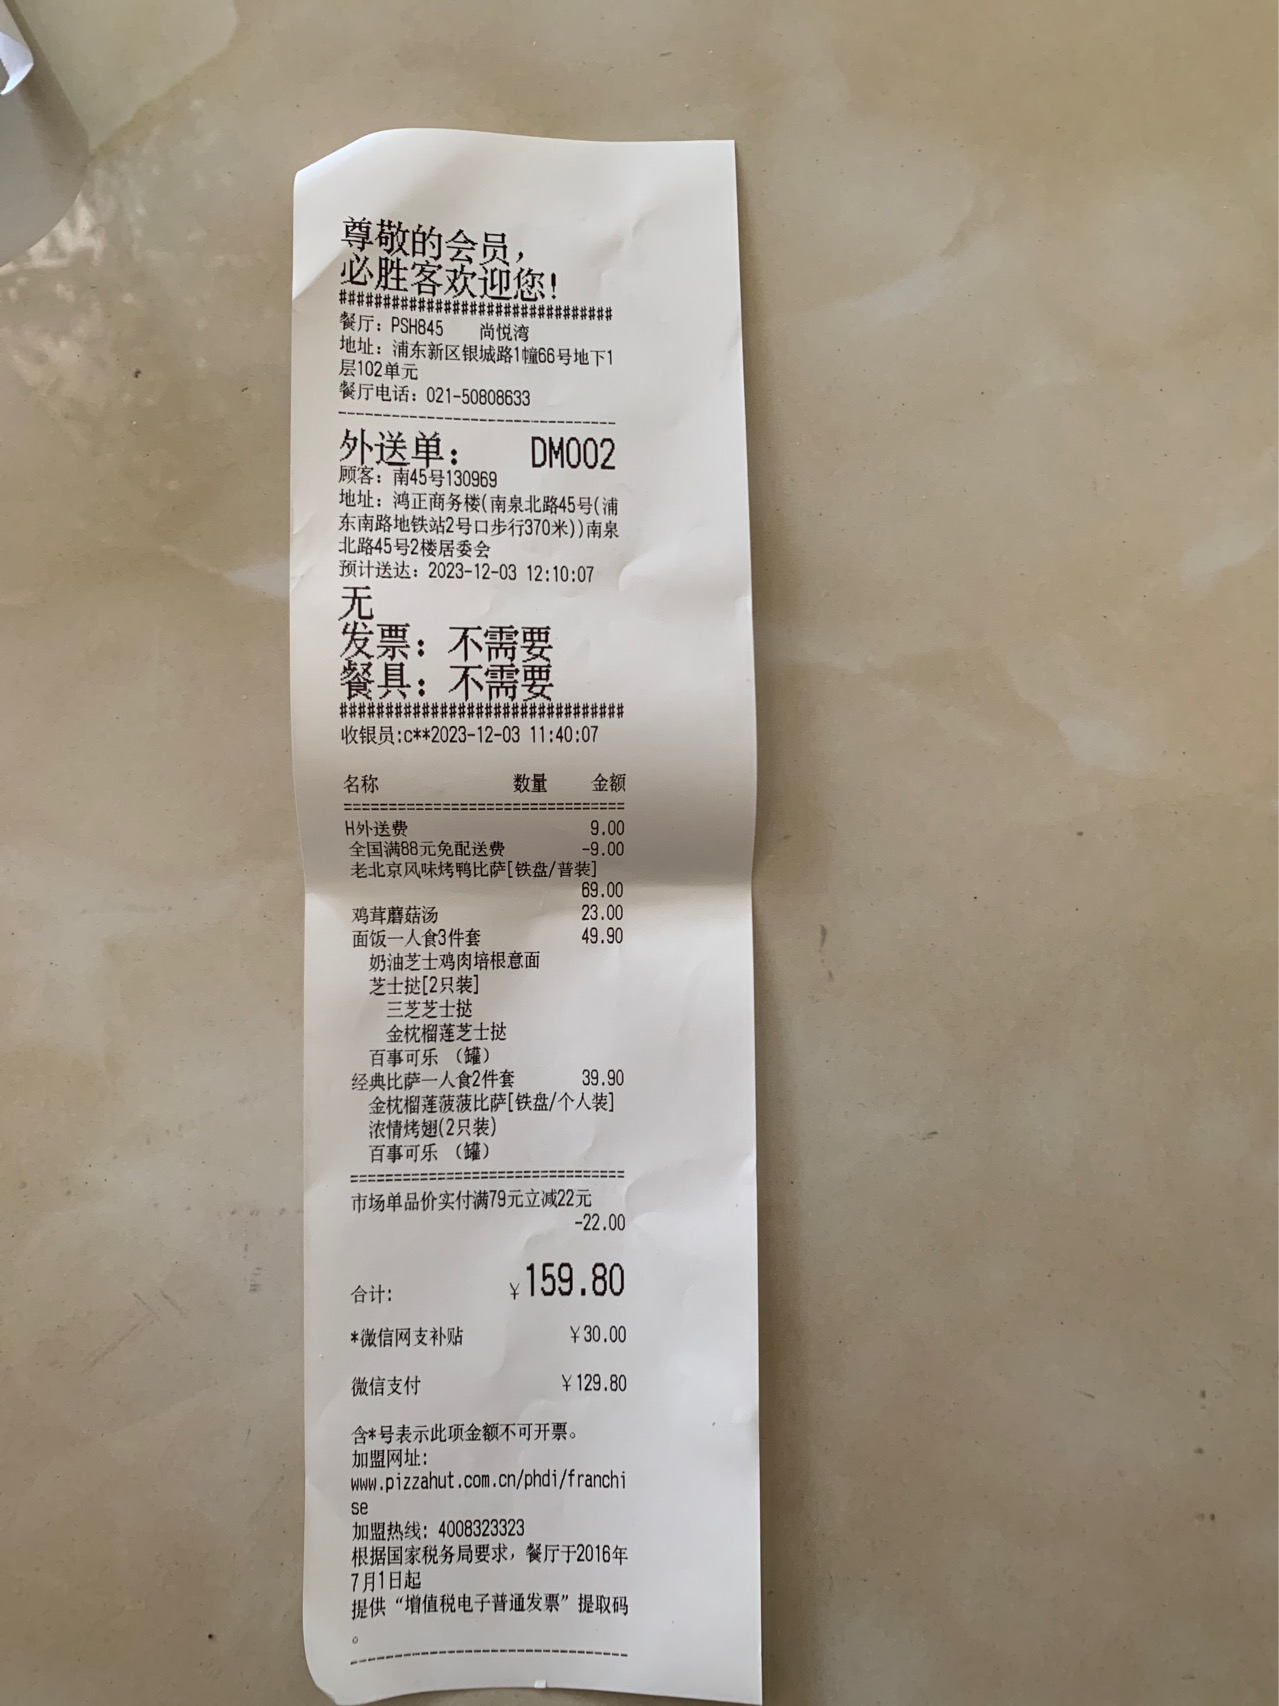 尊敬的会员，
必胜客欢迎您！
###############################
餐厅：PSH845 尚悦湾
地址：浦东新区银城路1幢66号地下1
层102单元
餐厅电话：021-50808633
--------------------------------
外送单： DM002
顾客：南45号130969
地址：鸿正商务楼(南泉北路45号(浦
东南路地铁站2号口步行370米))南泉
北路45号2楼居委会
预计送达：2023-12-03 12:10:07
无
发票：不需要
餐具：不需要
################################
收银员:c**2023-12-03 11:40:07
名称 数量 金额
================================
H外送费 9.00
全国满88元免配送费 -9.00
老北京风味烤鸭比萨[铁盘/普装]
69.00
鸡茸蘑菇汤 23.00
面饭一人食3件套 49.90
奶油芝士鸡肉培根意面
芝士挞[2只装]
三芝芝士挞
金枕榴莲芝士挞
百事可乐（罐）
经典比萨一人食2件套 39.90
金枕榴莲菠菠比萨[铁盘/个人装]
浓情烤翅(2只装)
百事可乐（罐）
================================
市场单品价实付满79元立减22元
-22.00
合计: ￥159.80
*微信网支补贴 ￥30.00
微信支付 ￥129.80
含*号表示此项金额不可开票。
加盟网址:
www.pizzahut.com.cn/phdi/franchi
se
加盟热线: 4008323323
根据国家税务局要求，餐厅于2016年
7月1日起
提供“增值税电子普通发票”提取码
。
--------------------------------